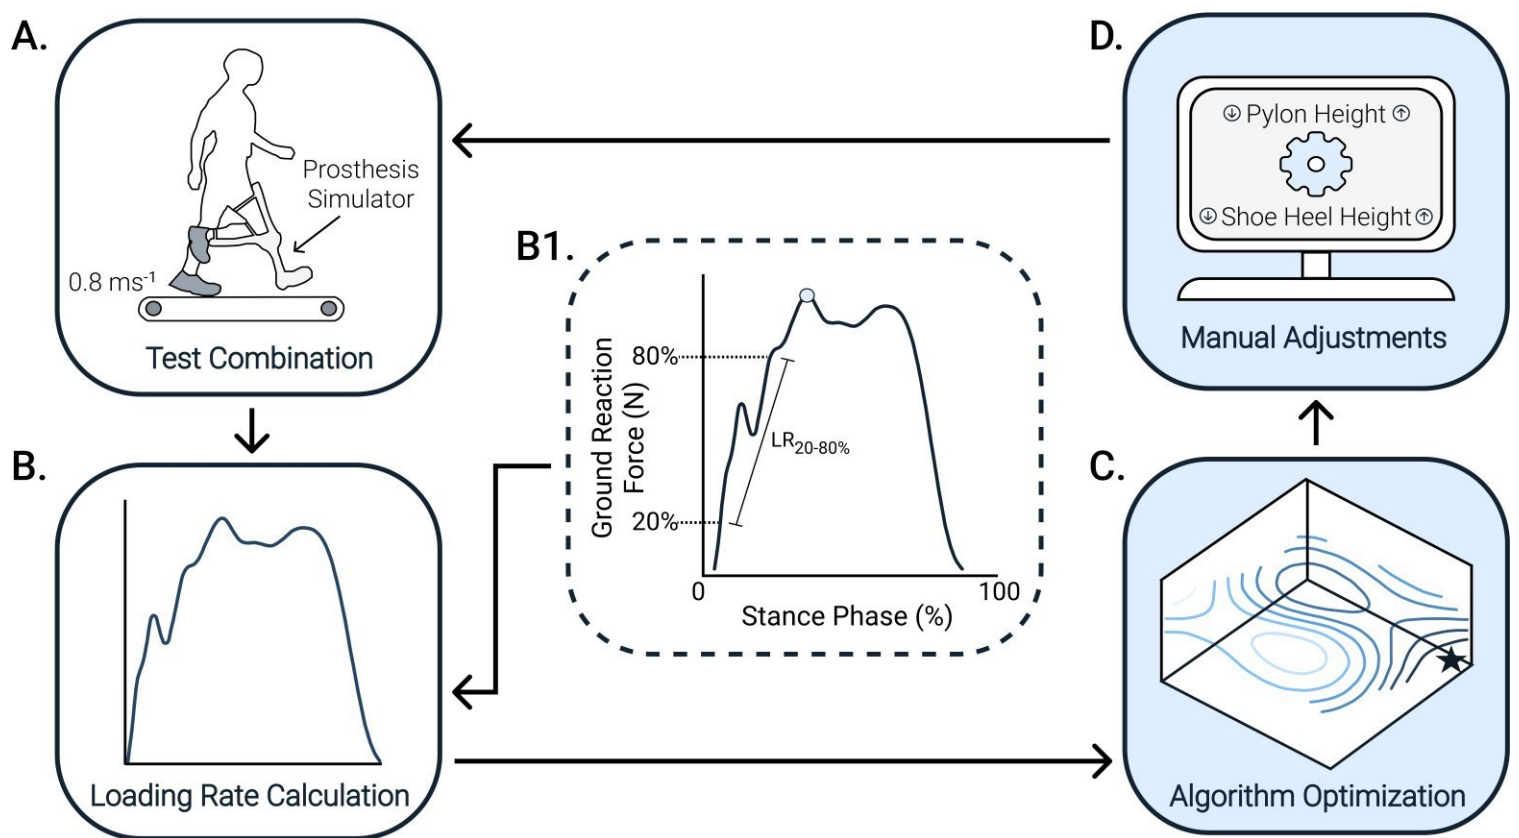 A.
Prosthesis
Simulator
0.8 ms⁻¹
Test Combination
B.
Loading Rate Calculation
B1.
Ground Reaction
Force (N)
80%
20%
LR20-80%
0
100
Stance Phase (%)
C.
Algorithm Optimization
D.
Pylon Height
Shoe Heel Height
Manual Adjustments